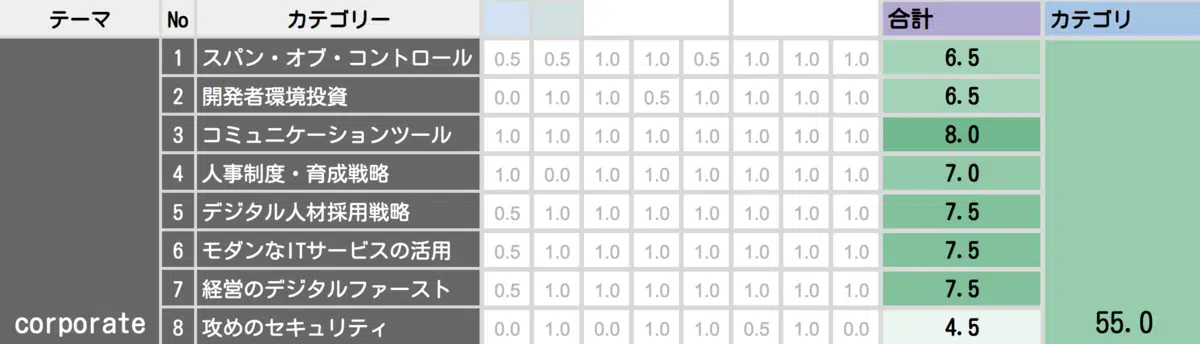 テーマ No カテゴリー 合計 カテゴリ
1 スパン・オブ・コントロール 0.5 0.5 1.0 1.0 0.5 1.0 1.0 1.0 6.5
2 開発者環境投資 0.0 1.0 1.0 0.5 1.0 1.0 1.0 1.0 6.5
3 コミュニケーションツール 1.0 1.0 1.0 1.0 1.0 1.0 1.0 1.0 8.0
4 人事制度・育成戦略 1.0 0.0 1.0 1.0 1.0 1.0 1.0 1.0 7.0
5 デジタル人材採用戦略 0.5 1.0 1.0 1.0 1.0 1.0 1.0 1.0 7.5
6 モダンなITサービスの活用 0.5 1.0 1.0 1.0 1.0 1.0 1.0 1.0 7.5
7 経営のデジタルファースト 0.5 1.0 1.0 1.0 1.0 1.0 1.0 1.0 7.5
corporate 8 攻めのセキュリティ 0.0 1.0 0.0 1.0 1.0 0.5 1.0 0.0 4.5 55.0